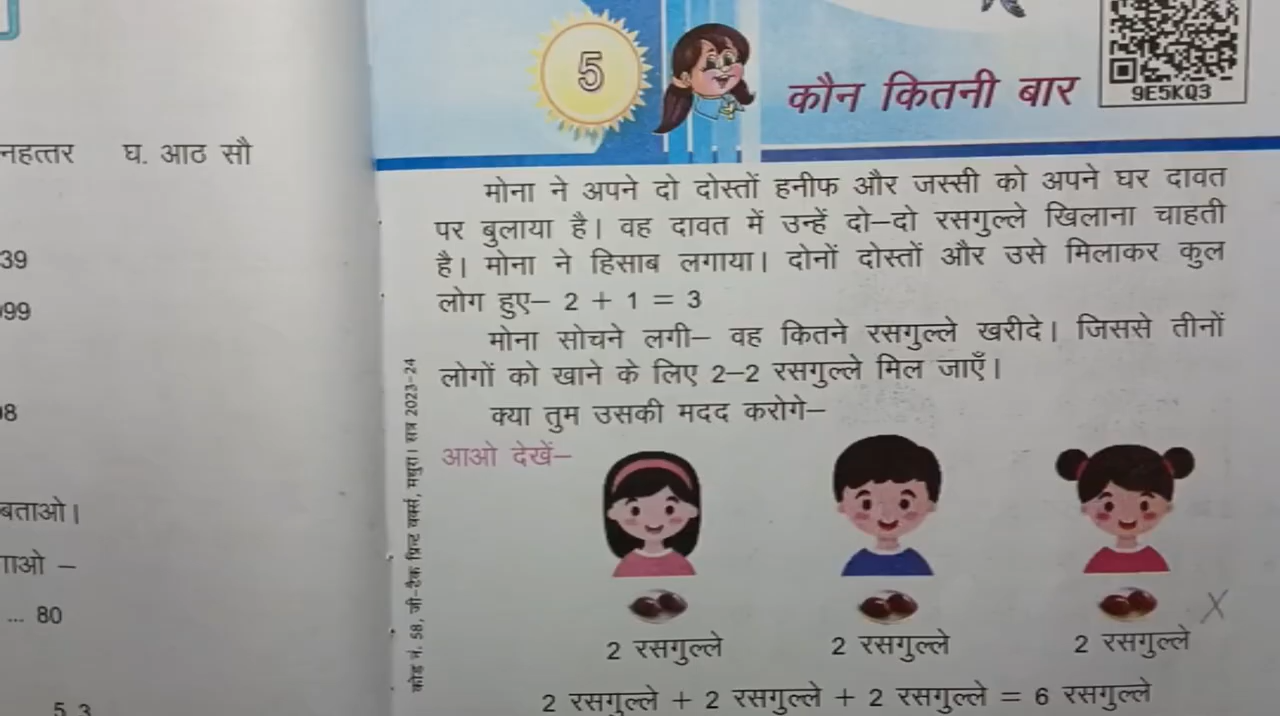 नहत्तर घ. आठ सौ
39
99
8
बताओ।
गाओ –
... 80
5 3
5
कौन कितनी बार
9E5KQ3
मोना ने अपने दो दोस्तों हनीफ और जस्सी को अपने घर दावत
पर बुलाया है। वह दावत में उन्हें दो–दो रसगुल्ले खिलाना चाहती
है। मोना ने हिसाब लगाया। दोनों दोस्तों और उसे मिलाकर कुल
लोग हुए– 2 + 1 = 3
मोना सोचने लगी– वह कितने रसगुल्ले खरीदे। जिससे तीनों
लोगों को खाने के लिए 2–2 रसगुल्ले मिल जाएँ।
क्या तुम उसकी मदद करोगे–
आओ देखें–
2 रसगुल्ले 2 रसगुल्ले 2 रसगुल्ले
X
2 रसगुल्ले + 2 रसगुल्ले + 2 रसगुल्ले = 6 रसगुल्ले
कोड नं. 58, जी–टैक प्रिन्ट वर्क्स, मथुरा। सत्र 2023–24